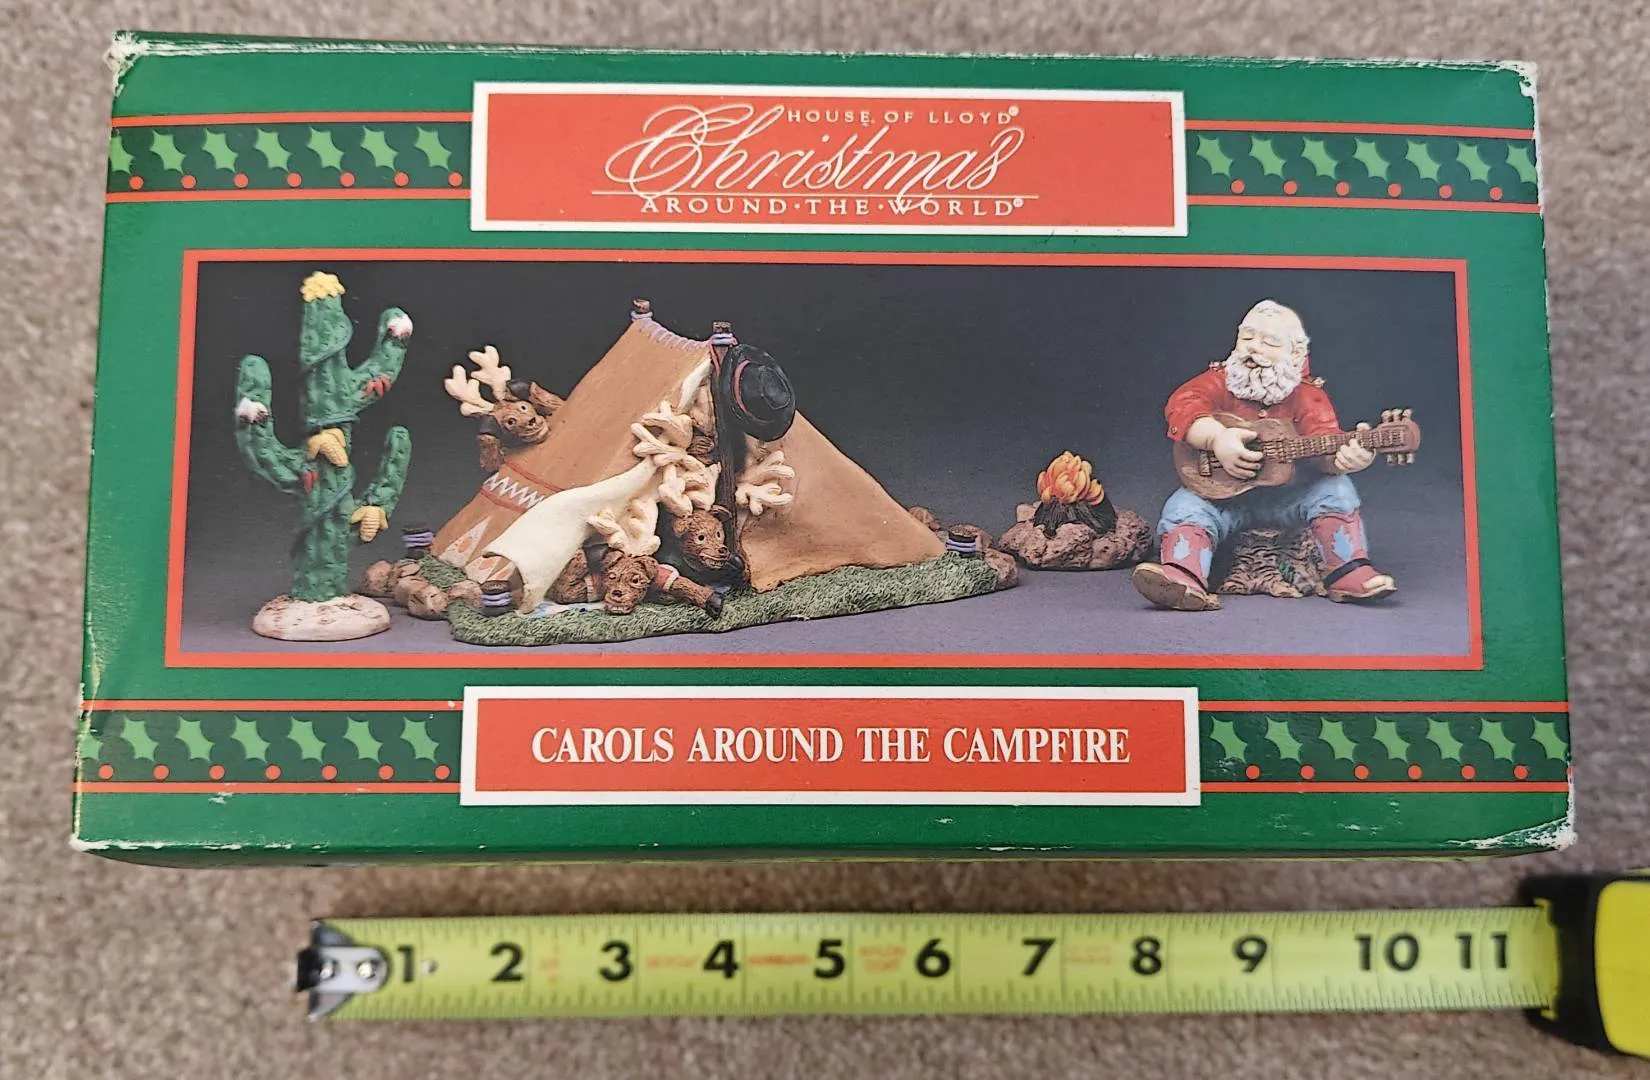 HOUSE OF LLOYD®
Christmas
AROUND·THE·WORLD®
CAROLS AROUND THE CAMPFIRE
1 2 3 4 5 6 7 8 9 10 11